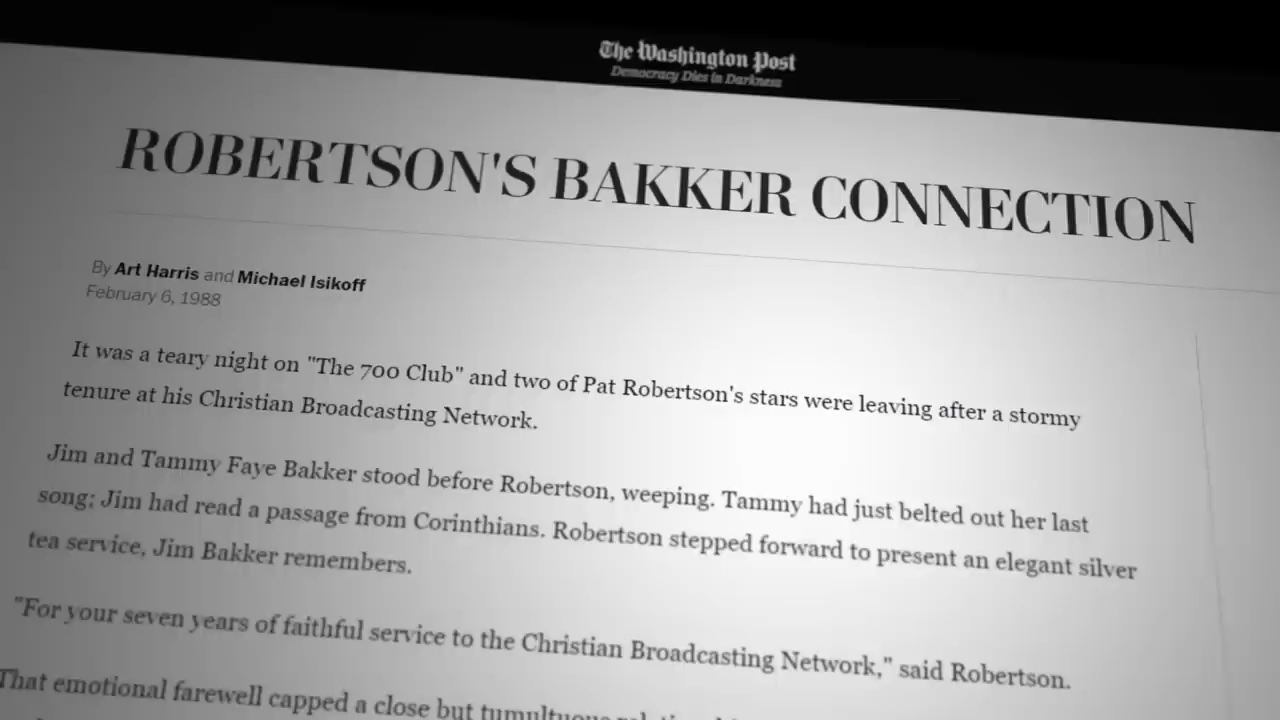 The Washington Post
Democracy Dies in Darkness
ROBERTSON'S BAKKER CONNECTION
By Art Harris and Michael Isikoff
February 6, 1988
It was a teary night on "The 700 Club" and two of Pat Robertson's stars were leaving after a stormy
tenure at his Christian Broadcasting Network.
Jim and Tammy Faye Bakker stood before Robertson, weeping. Tammy had just belted out her last
song; Jim had read a passage from Corinthians. Robertson stepped forward to present an elegant silver
tea service, Jim Bakker remembers.
"For your seven years of faithful service to the Christian Broadcasting Network," said Robertson.
That emotional farewell capped a close but tumultuous